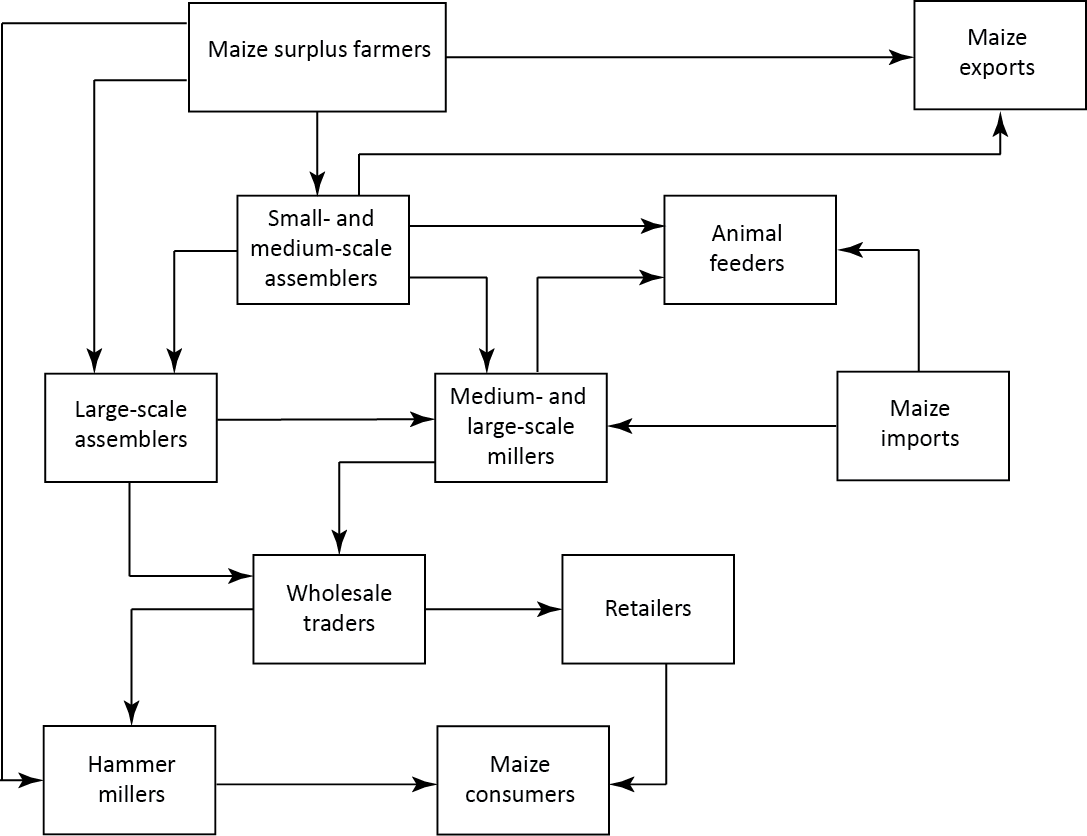 Maize surplus farmers
Maize
exports
Small- and
medium-scale
assemblers
Animal
feeders
Large-scale
assemblers
Medium- and
large-scale
millers
Maize
imports
Wholesale
traders
Retailers
Hammer
millers
Maize
consumers